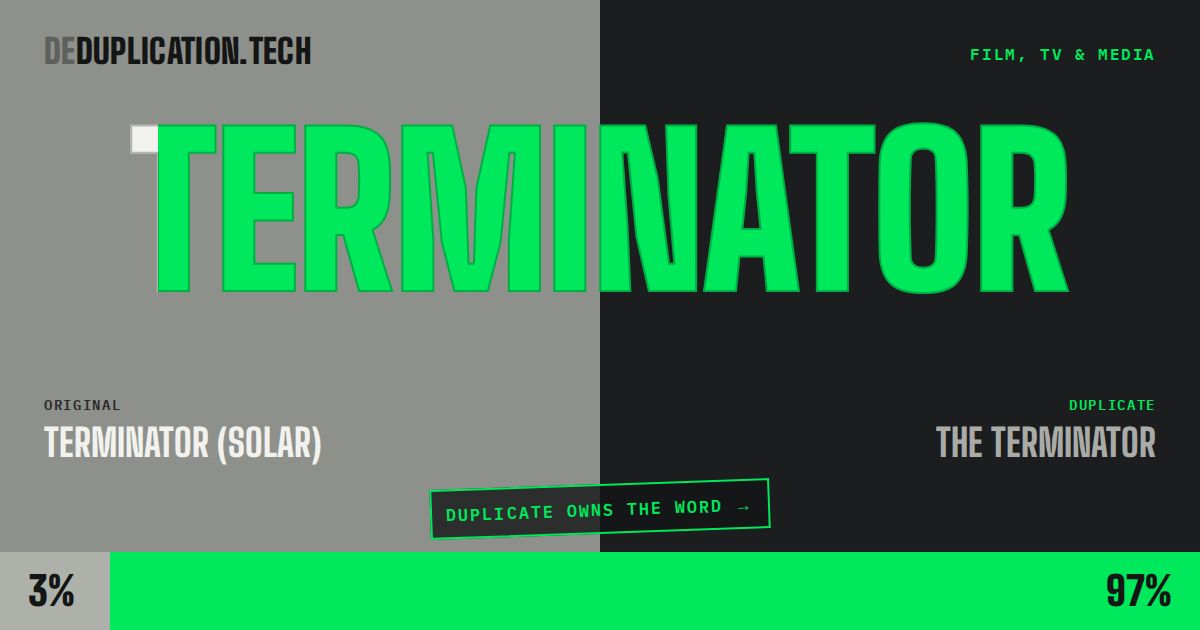 DEDUPLICATION.TECH
FILM, TV & MEDIA
TERMINATOR
ORIGINAL
TERMINATOR (SOLAR)
DUPLICATE
THE TERMINATOR
DUPLICATE OWNS THE WORD →
3%
97%